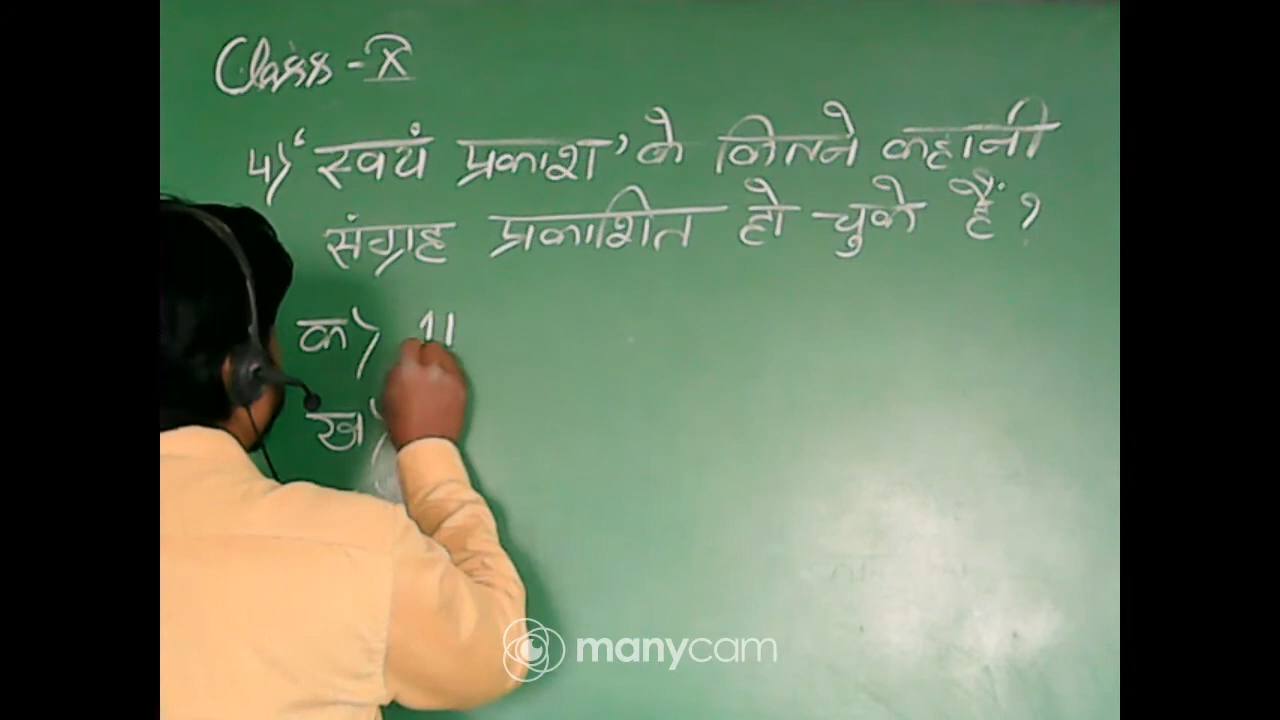 Class - X
4) 'स्वयं प्रकाश' के कितने कहानी
संग्रह प्रकाशित हो चुके हैं ?
क) 11
ख)
manycam